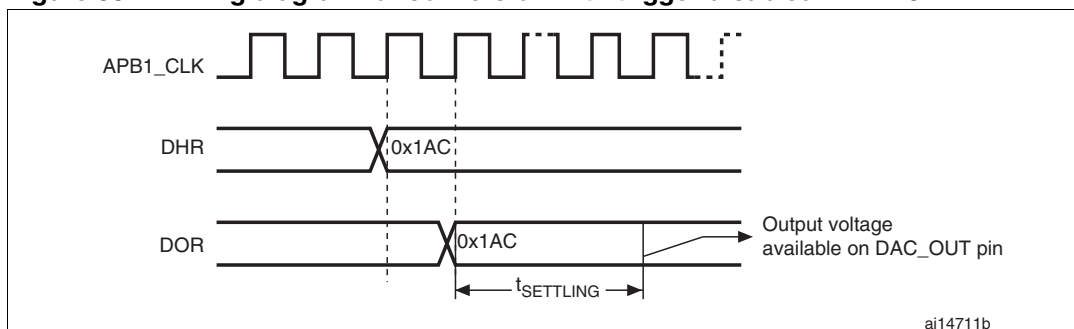 APB1_CLK
DHR
0x1AC
DOR
0x1AC
Output voltage
available on DAC_OUT pin
tSETTLING
ai14711b